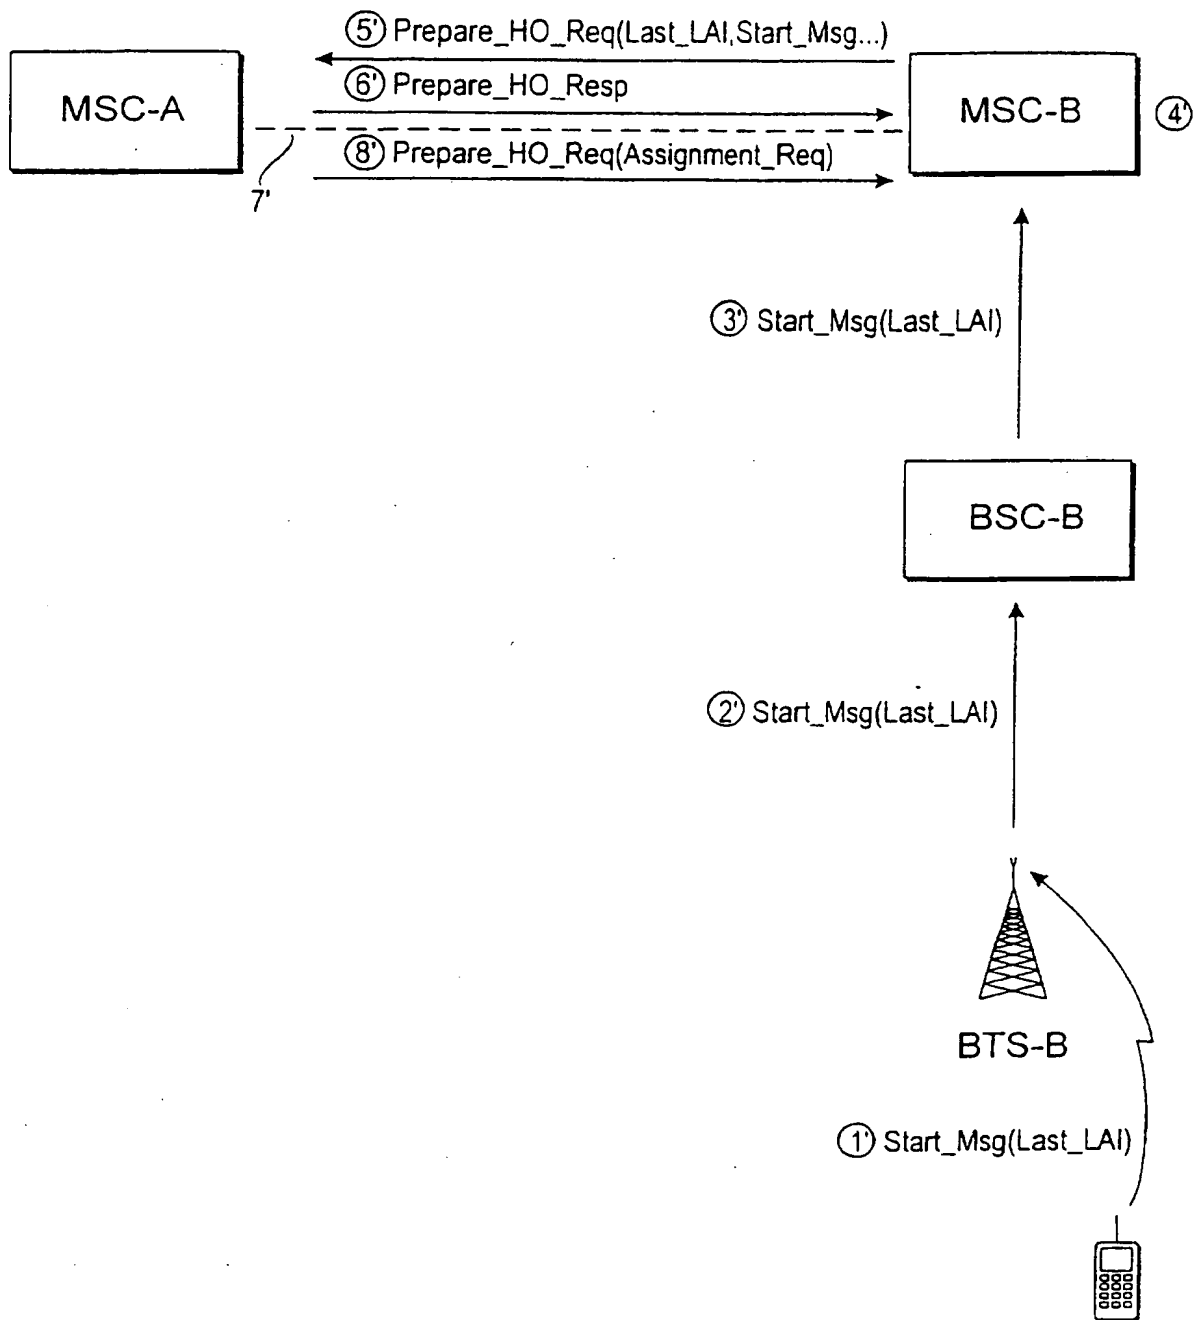 5' Prepare_HO_Req(Last_LAI,Start_Msg...)
MSC-A
6' Prepare_HO_Resp
MSC-B
4'
8' Prepare_HO_Req(Assignment_Req)
7'
3' Start_Msg(Last_LAI)
BSC-B
2' Start_Msg(Last_LAI)
BTS-B
1' Start_Msg(Last_LAI)